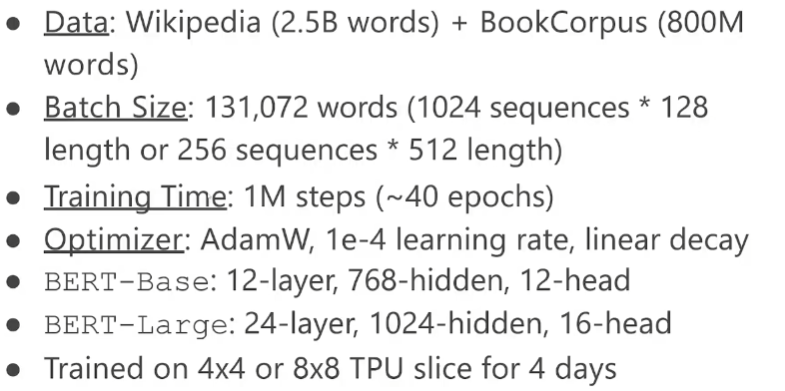 ● Data: Wikipedia (2.5B words) + BookCorpus (800M
words)
● Batch Size: 131,072 words (1024 sequences * 128
length or 256 sequences * 512 length)
● Training Time: 1M steps (~40 epochs)
● Optimizer: AdamW, 1e-4 learning rate, linear decay
● BERT-Base: 12-layer, 768-hidden, 12-head
● BERT-Large: 24-layer, 1024-hidden, 16-head
● Trained on 4x4 or 8x8 TPU slice for 4 days